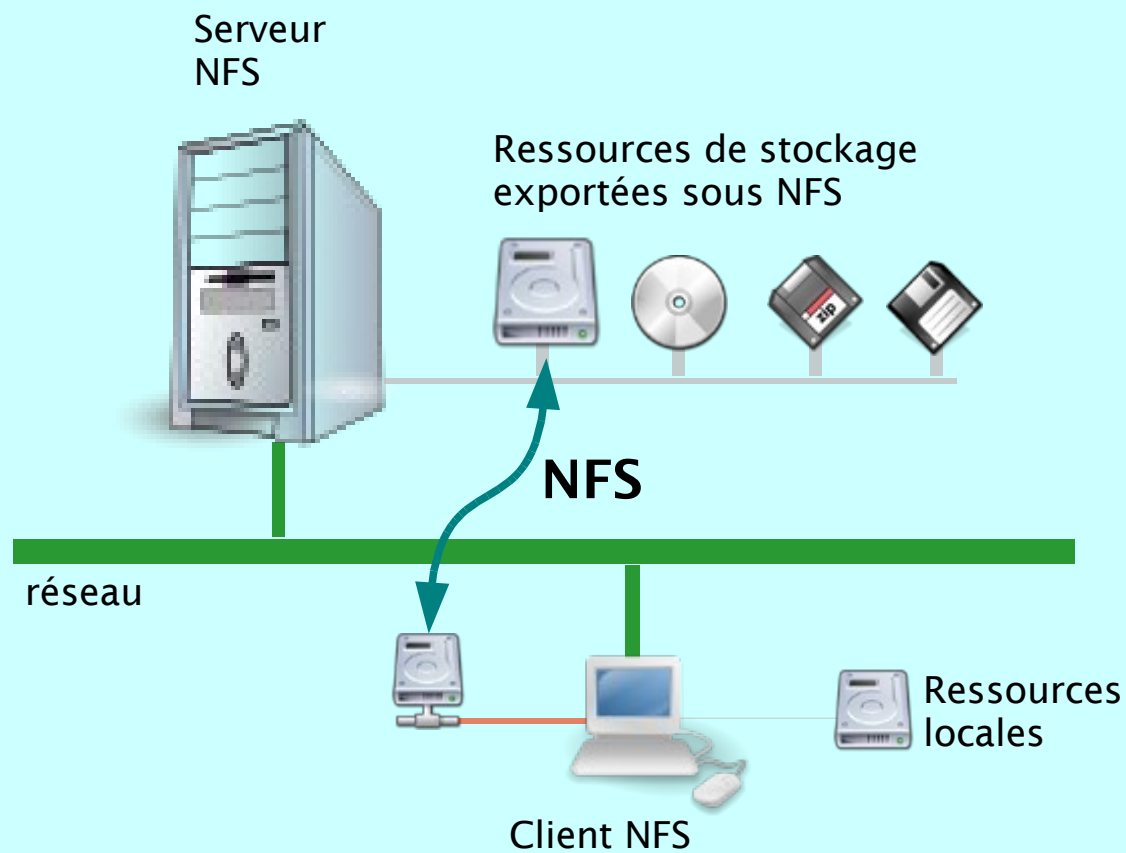 Serveur
NFS
Ressources de stockage
exportées sous NFS
zip
NFS
réseau
Ressources
locales
Client NFS